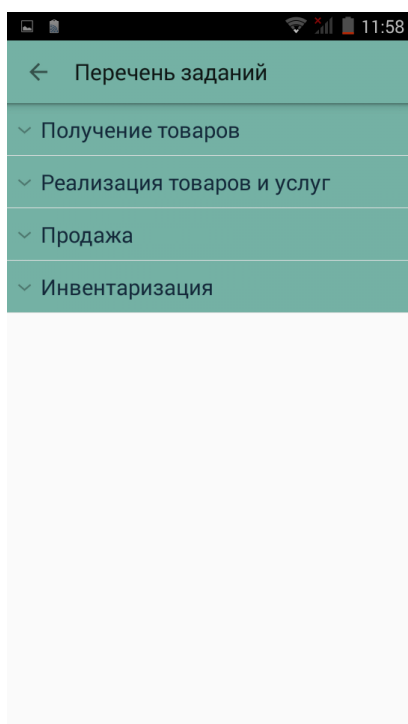 11:58
Перечень заданий
Получение товаров
Реализация товаров и услуг
Продажа
Инвентаризация